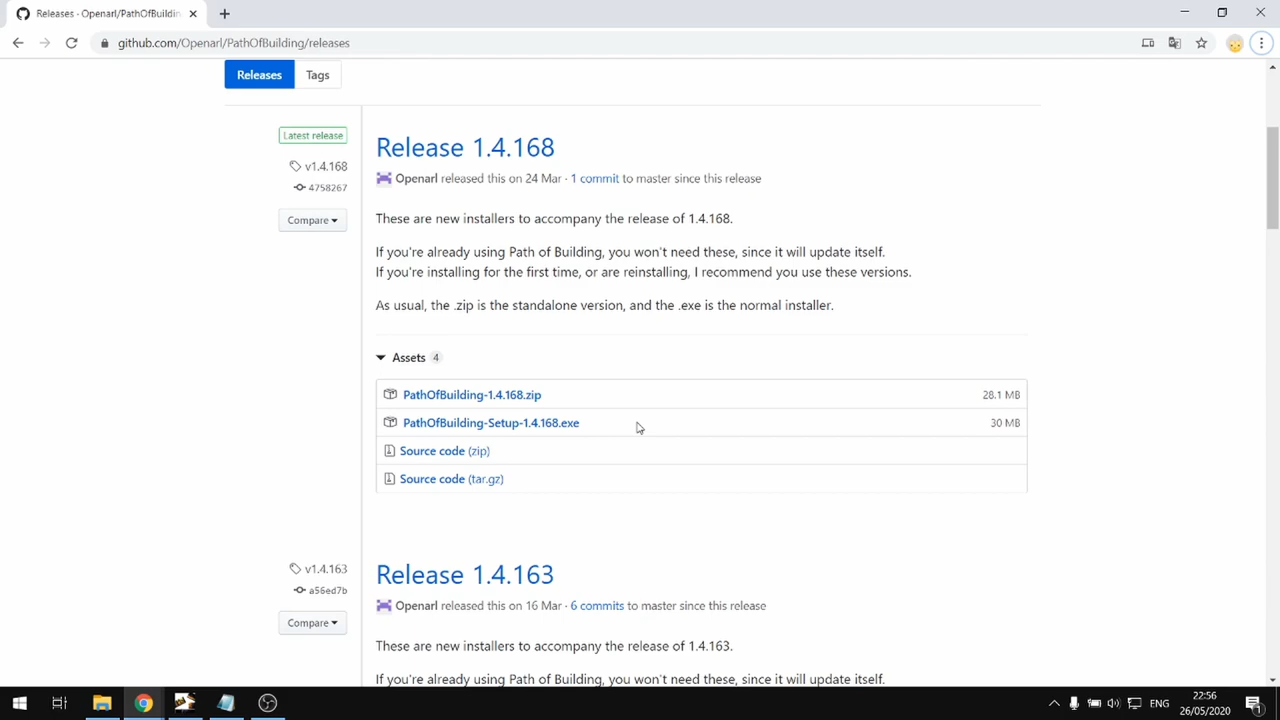 Releases · Openarl/PathOfBuildin
github.com/Openarl/PathOfBuilding/releases
Releases
Tags
Latest release
v1.4.168
4758267
Compare
Release 1.4.168
Openarl released this on 24 Mar · 1 commit to master since this release
These are new installers to accompany the release of 1.4.168.
If you're already using Path of Building, you won't need these, since it will update itself.
If you're installing for the first time, or are reinstalling, I recommend you use these versions.
As usual, the .zip is the standalone version, and the .exe is the normal installer.
Assets 4
PathOfBuilding-1.4.168.zip 28.1 MB
PathOfBuilding-Setup-1.4.168.exe 30 MB
Source code (zip)
Source code (tar.gz)
v1.4.163
a56ed7b
Compare
Release 1.4.163
Openarl released this on 16 Mar · 6 commits to master since this release
These are new installers to accompany the release of 1.4.163.
If you're already using Path of Building, you won't need these, since it will update itself.
ENG
22:56
26/05/2020
1